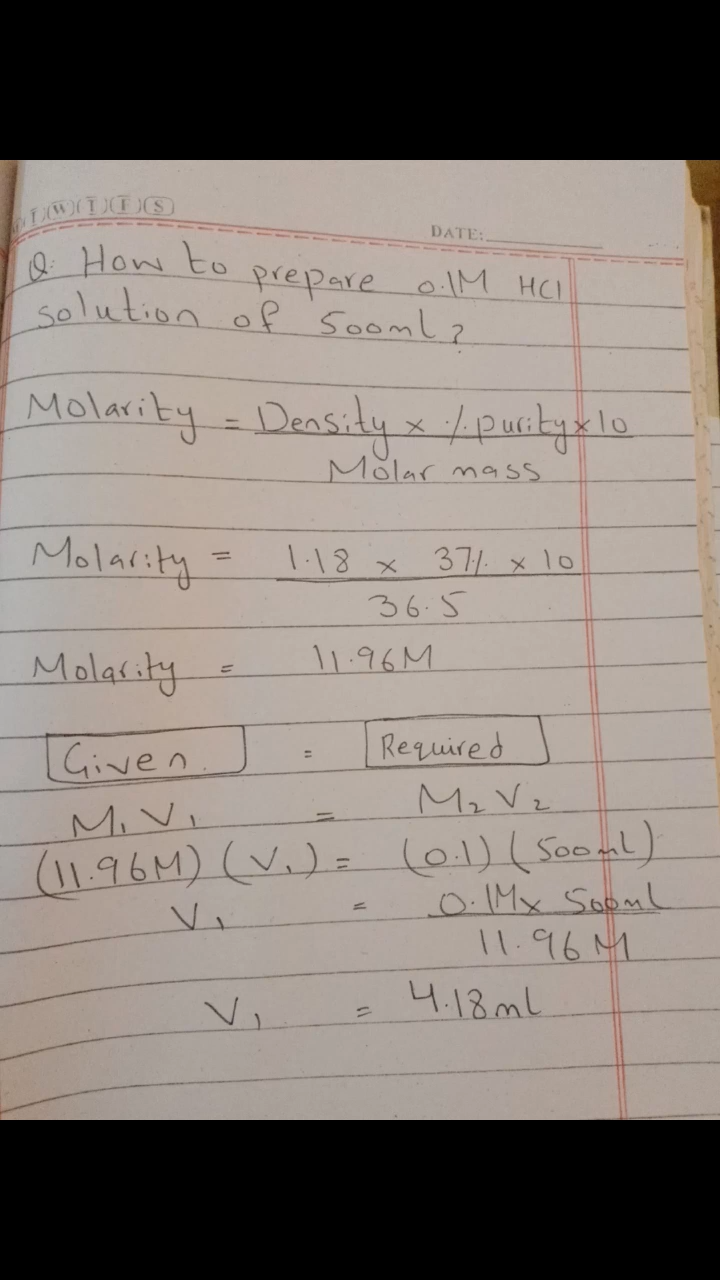 T W T F S
DATE:
Q: How to prepare 0.1M HCl
solution of 500ml?
Molarity = Density x % purity x 10
Molar mass
Molarity = 1.18 x 37% x 10
36.5
Molarity = 11.96M
Given = Required
M₁V₁ = M₂V₂
(11.96M) (V₁) = (0.1) (500ml)
V₁ = 0.1M x 500ml
11.96M
V₁ = 4.18ml